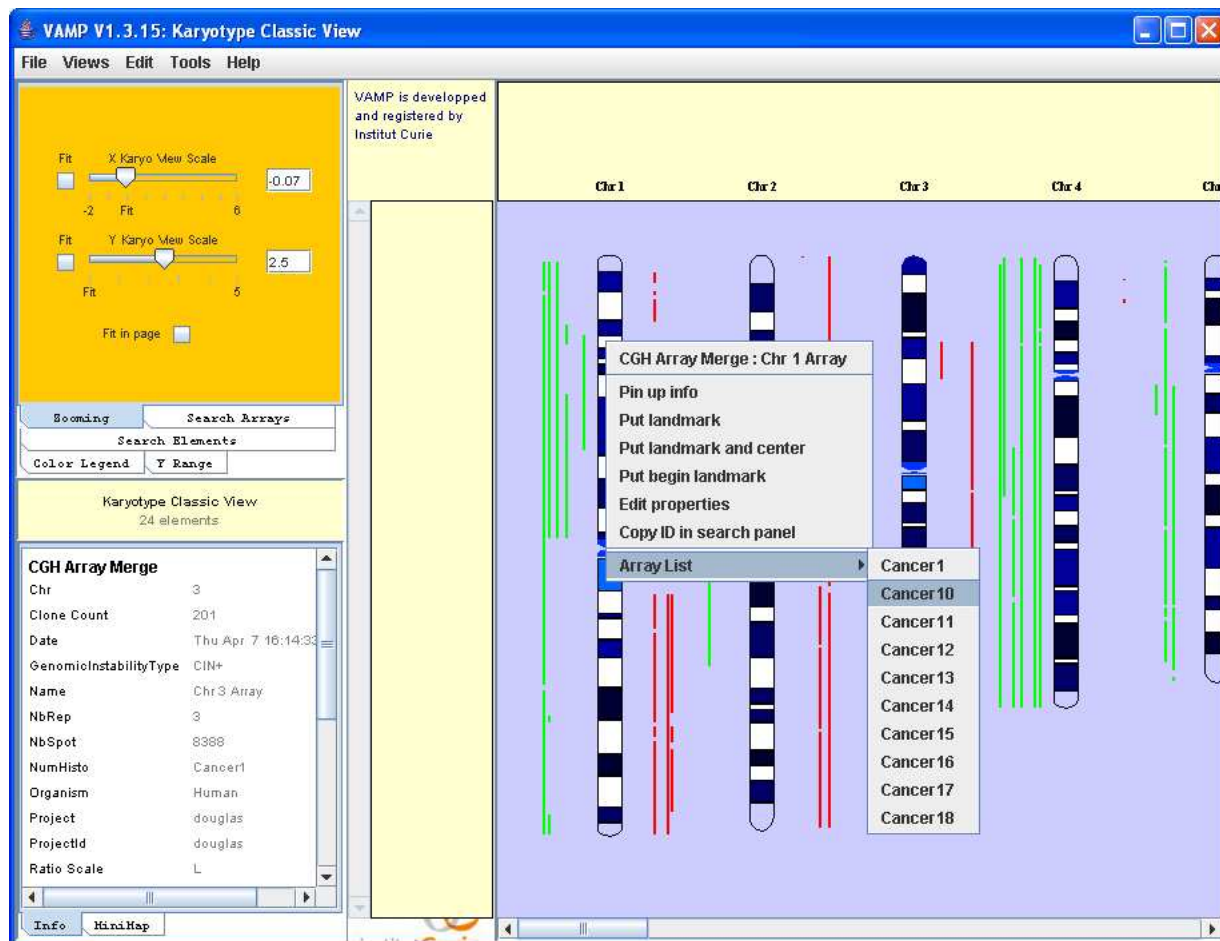 VAMP V1.3.15: Karyotype Classic View
File Views Edit Tools Help
Fit X Karyo View Scale
-0.07
-2 Fit 6
Fit Y Karyo View Scale
2.5
Fit 5
Fit in page
Zooming Search Arrays
Search Elements
Color Legend Y Range
Karyotype Classic View
24 elements
CGH Array Merge
Chr 3
Clone Count 201
Date Thu Apr 7 16:14:33
GenomicInstabilityType CIN+
Name Chr 3 Array
NbRep 3
NbSpot 8388
NumHisto Cancer1
Organism Human
Project douglas
ProjectId douglas
Ratio Scale L
Info MiniMap
VAMP is developped
and registered by
Institut Curie
Chr 1 Chr 2 Chr 3 Chr 4
CGH Array Merge : Chr 1 Array
Pin up info
Put landmark
Put landmark and center
Put begin landmark
Edit properties
Copy ID in search panel
Array List
Cancer1
Cancer10
Cancer11
Cancer12
Cancer13
Cancer14
Cancer15
Cancer16
Cancer17
Cancer18